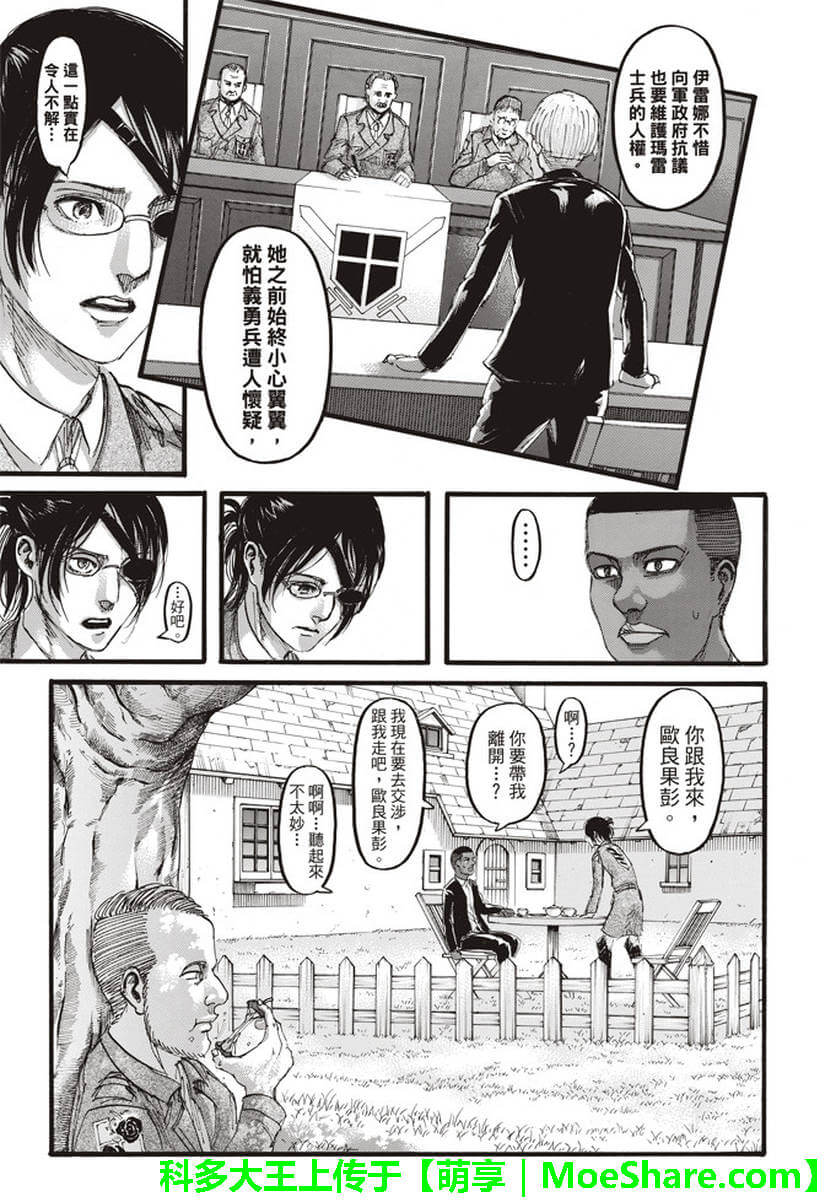 伊雷娜不惜
向軍政府抗議
也要維護瑪雷
士兵的人權。
她之前始終小心翼翼，
就怕義勇兵遭人懷疑，
這一點實在
令人不解…
……
…好吧。
你跟我來，
歐良果彭。
啊…？
你要帶我
離開…？
我現在要去交涉，
跟我走吧，歐良果彭。
啊啊…聽起來
不太妙…
科多大王上传于【萌享】｜MoeShare.com】